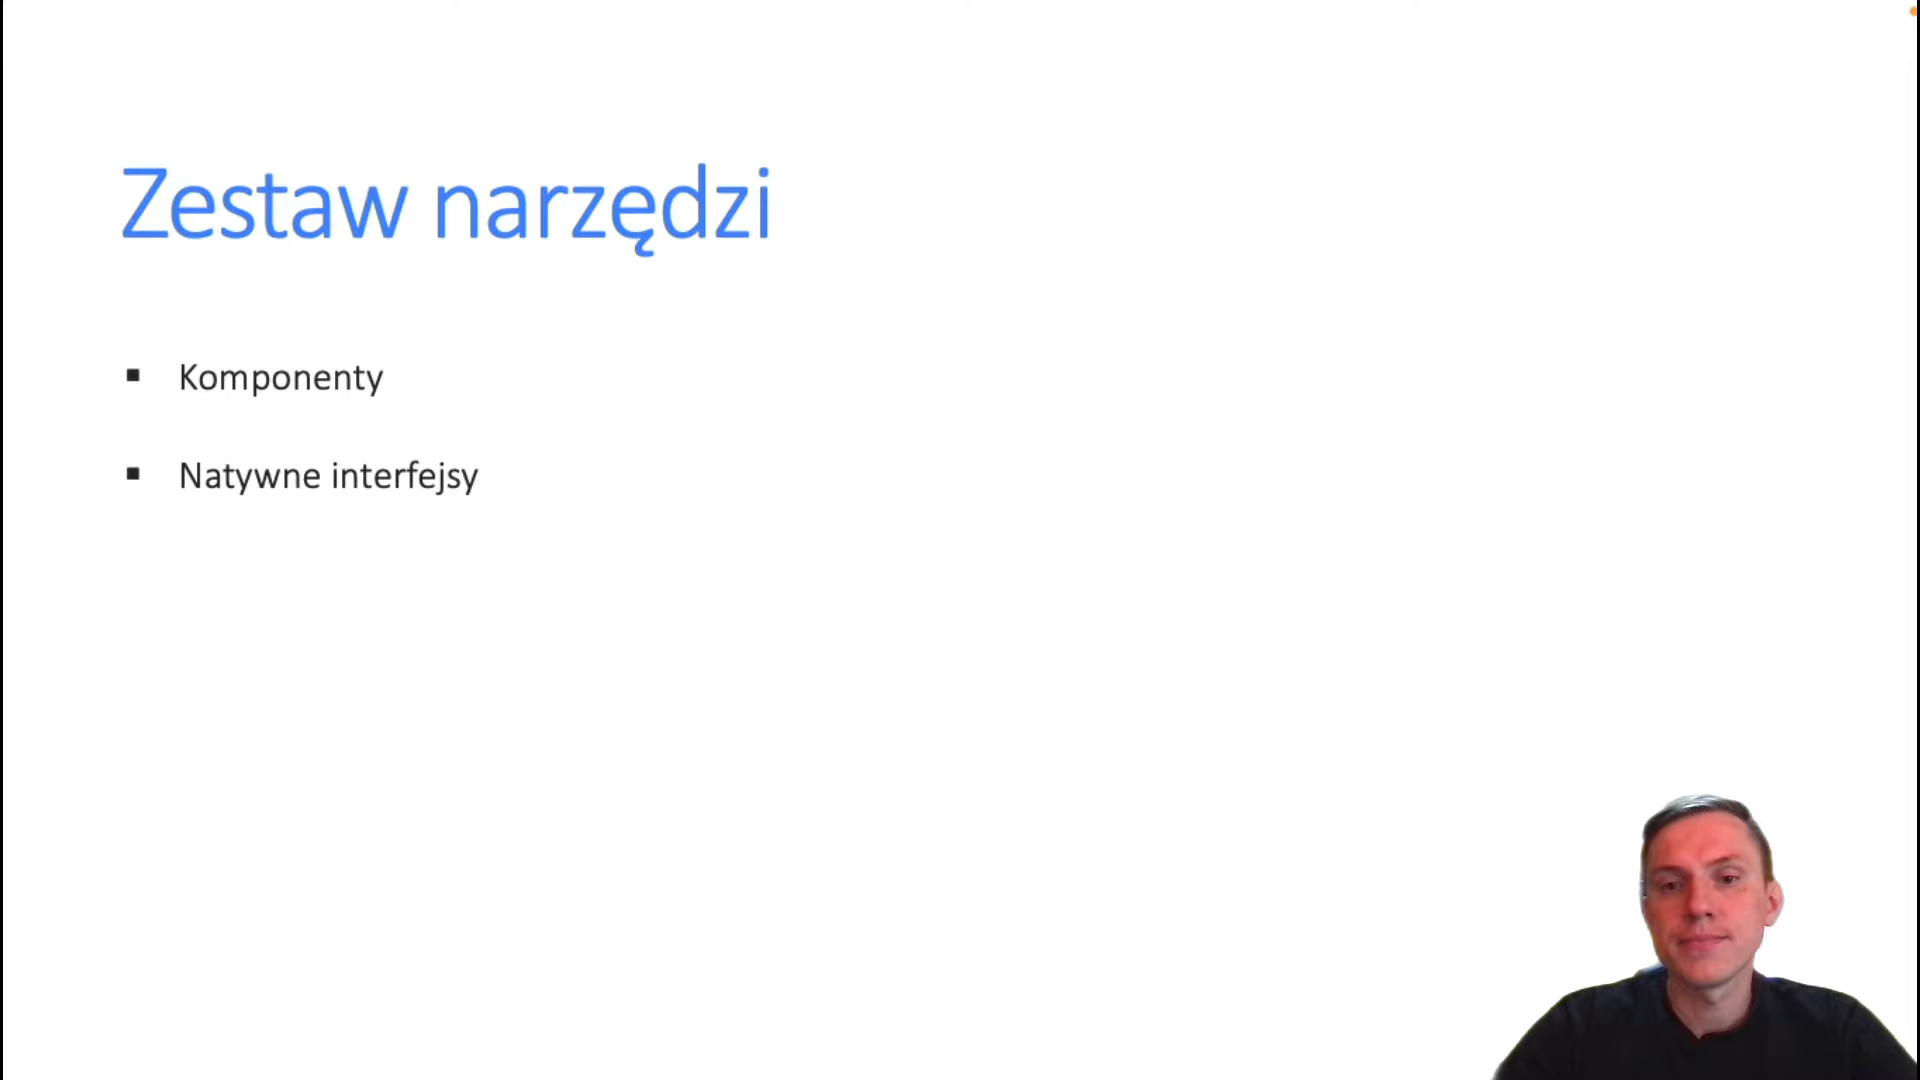 Zestaw narzędzi
▪ Komponenty
▪ Natywne interfejsy